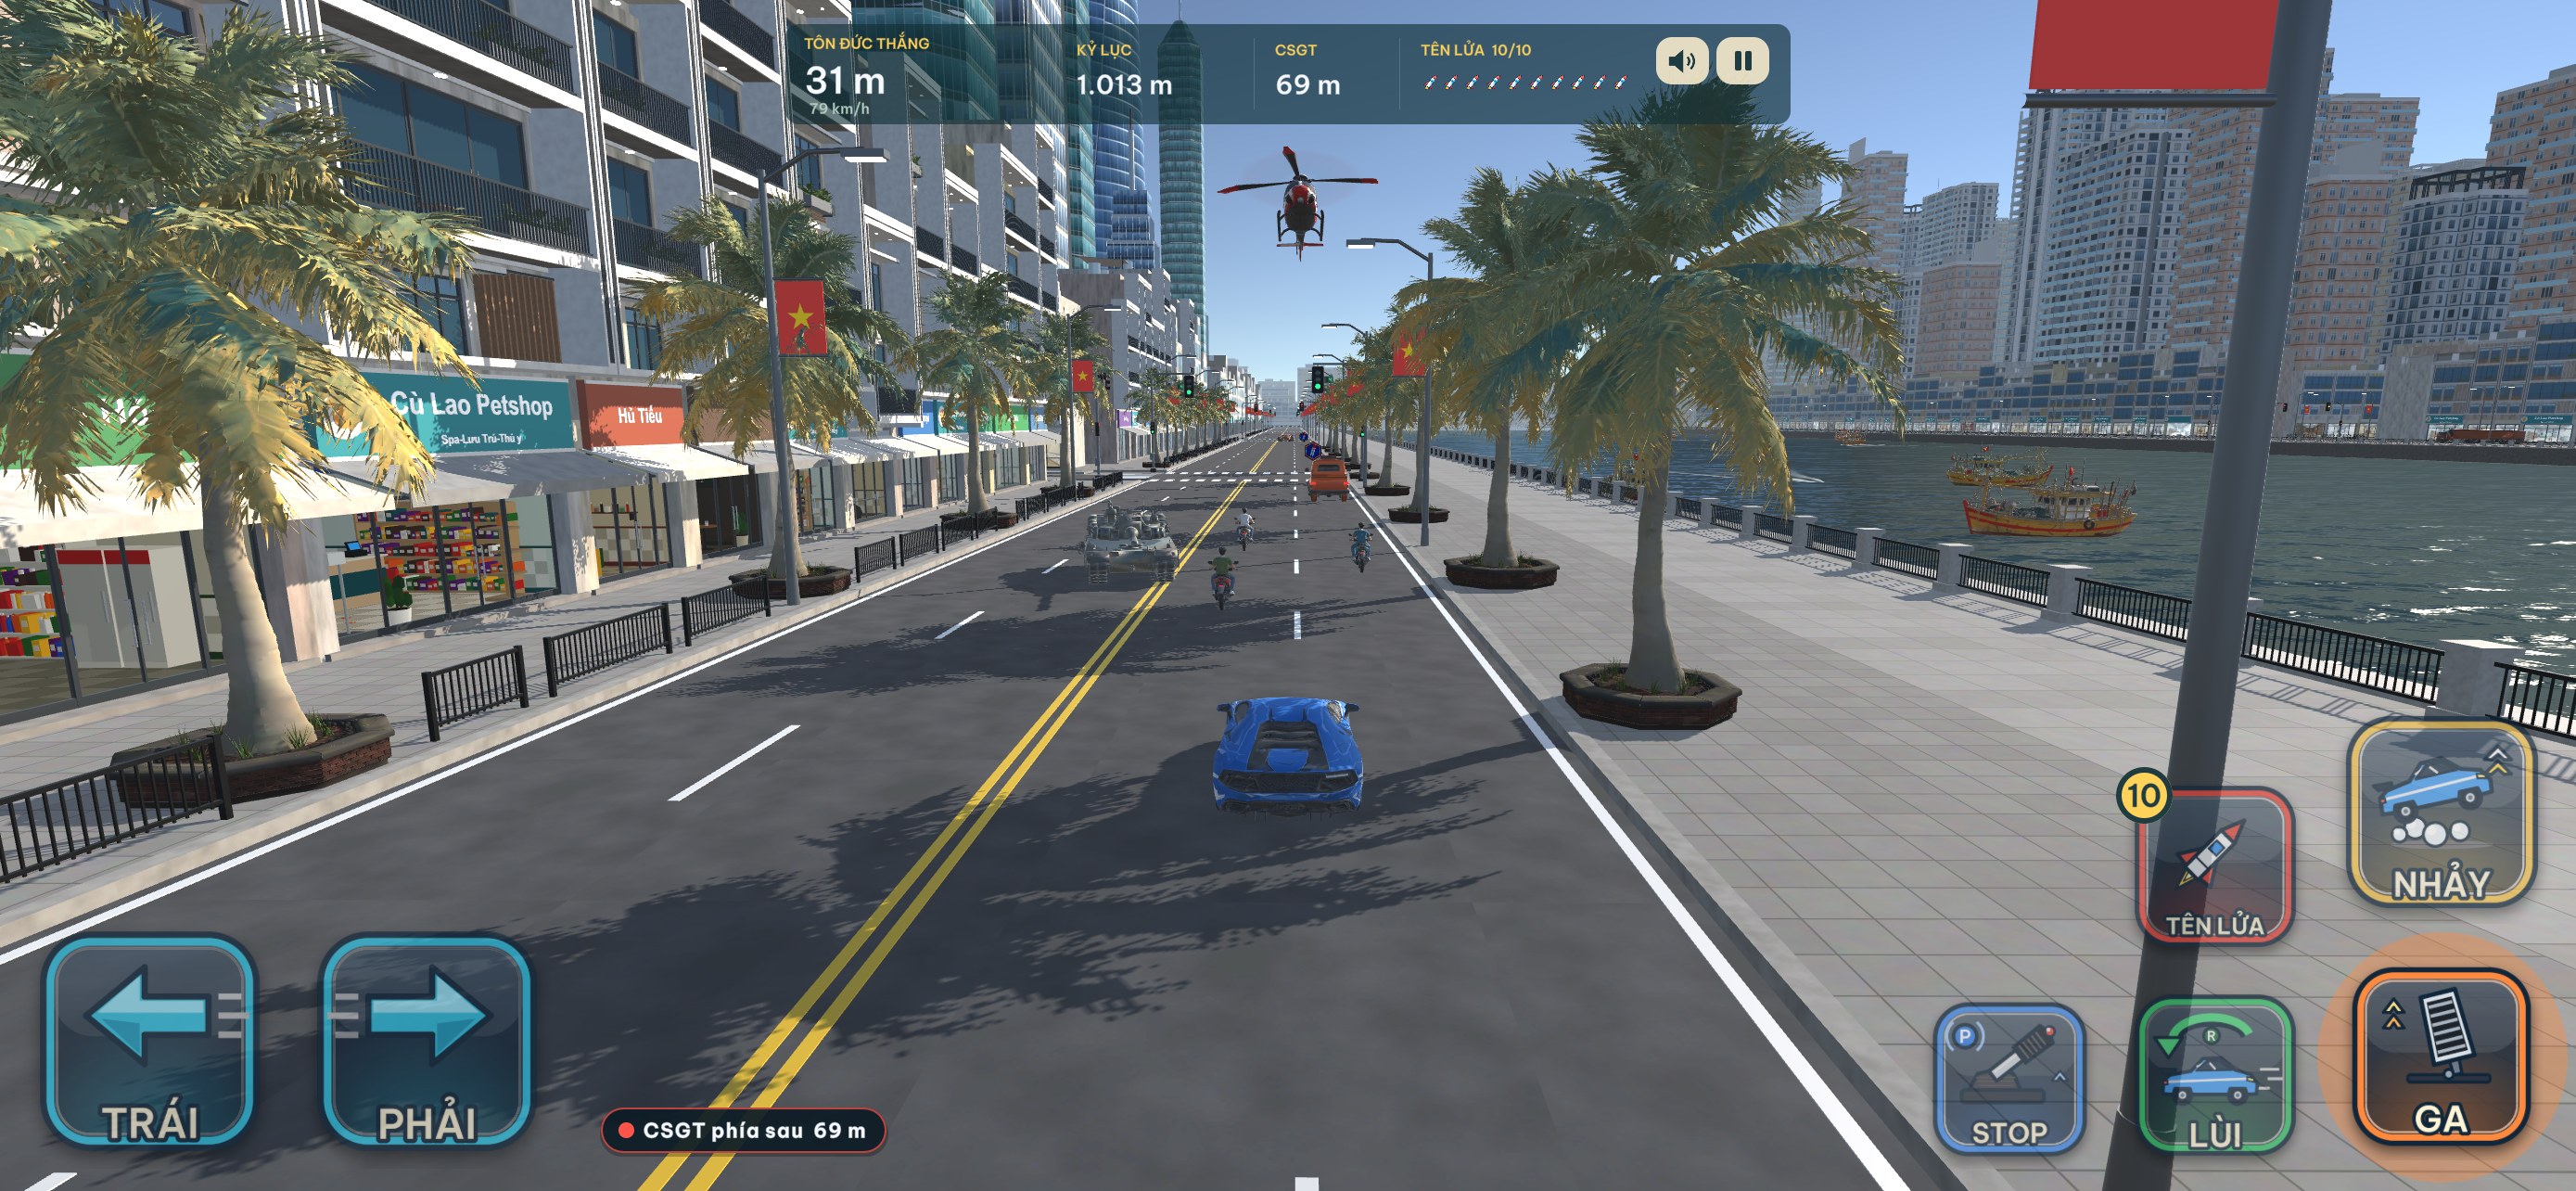 TÔN ĐỨC THẮNG
31 m
79 km/h
KỶ LỤC
1.013 m
CSGT
69 m
TÊN LỬA 10/10
Cù Lao Petshop
Spa-Lưu Trú-Thú y
Hủ Tiếu
10
TÊN LỬA
NHẢY
TRÁI
PHẢI
CSGT phía sau 69 m
P
STOP
R
LÙI
GA